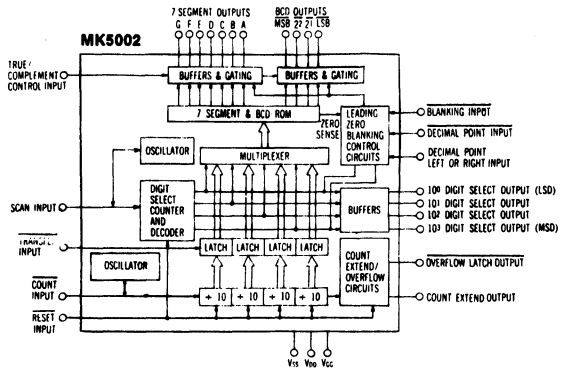 7 SEGMENT OUTPUTS
G F E D C B A
BCD OUTPUTS
MSB 2² 2¹ LSB
MK5002
TRUE/
COMPLEMENT
CONTROL INPUT
BUFFERS & GATING
BUFFERS & GATING
7 SEGMENT & BCD ROM
ZERO
SENSE
LEADING
ZERO
BLANKING
CONTROL
CIRCUITS
BLANKING INPUT
DECIMAL POINT INPUT
DECIMAL POINT
LEFT OR RIGHT INPUT
OSCILLATOR
MULTIPLEXER
SCAN INPUT
DIGIT
SELECT
COUNTER
AND
DECODER
BUFFERS
10⁰ DIGIT SELECT OUTPUT (LSD)
10¹ DIGIT SELECT OUTPUT
10² DIGIT SELECT OUTPUT
10³ DIGIT SELECT OUTPUT (MSD)
TRANSFER
INPUT
LATCH LATCH LATCH LATCH
OSCILLATOR
COUNT
EXTEND/
OVERFLOW
CIRCUITS
OVERFLOW LATCH OUTPUT
COUNT EXTEND OUTPUT
COUNT
INPUT
÷ 10 ÷ 10 ÷ 10 ÷ 10
RESET
INPUT
VSS VDD VGG